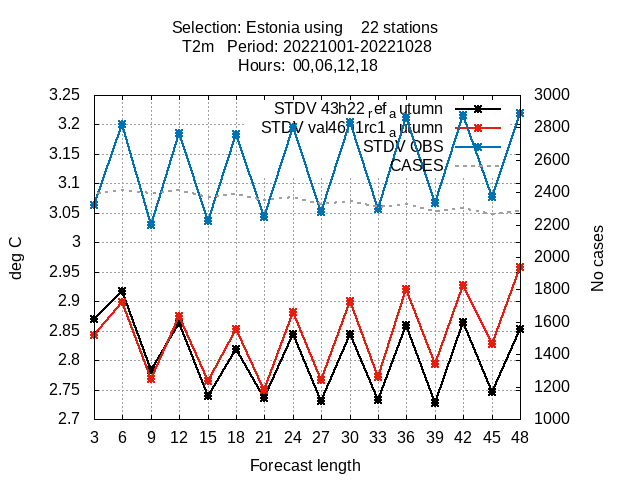 Selection: Estonia using 22 stations
T2m Period: 20221001-20221028
Hours: 00,06,12,18
STDV 43h22_ref_autumn
STDV OBS
CASES
deg C
No cases
3.25
3.2
3.15
3.1
3.05
3
2.95
2.9
2.85
2.8
2.75
2.7
3000
2800
2600
2400
2200
2000
1800
1600
1400
1200
1000
3 6 9 12 15 18 21 24 27 30 33 36 39 42 45 48
Forecast length